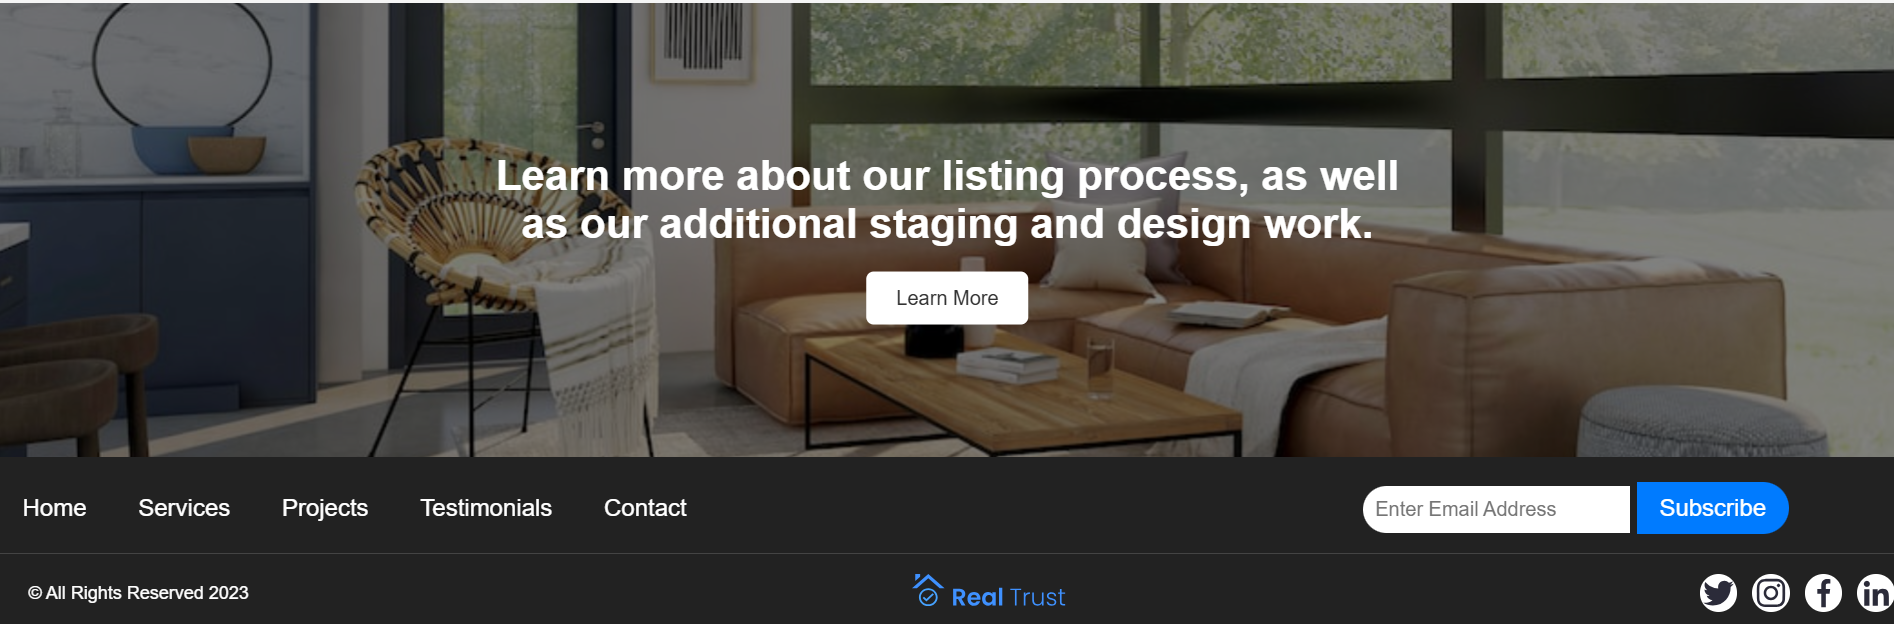 Learn more about our listing process, as well
as our additional staging and design work.
Learn More
Home Services Projects Testimonials Contact
Enter Email Address Subscribe
© All Rights Reserved 2023
Real Trust